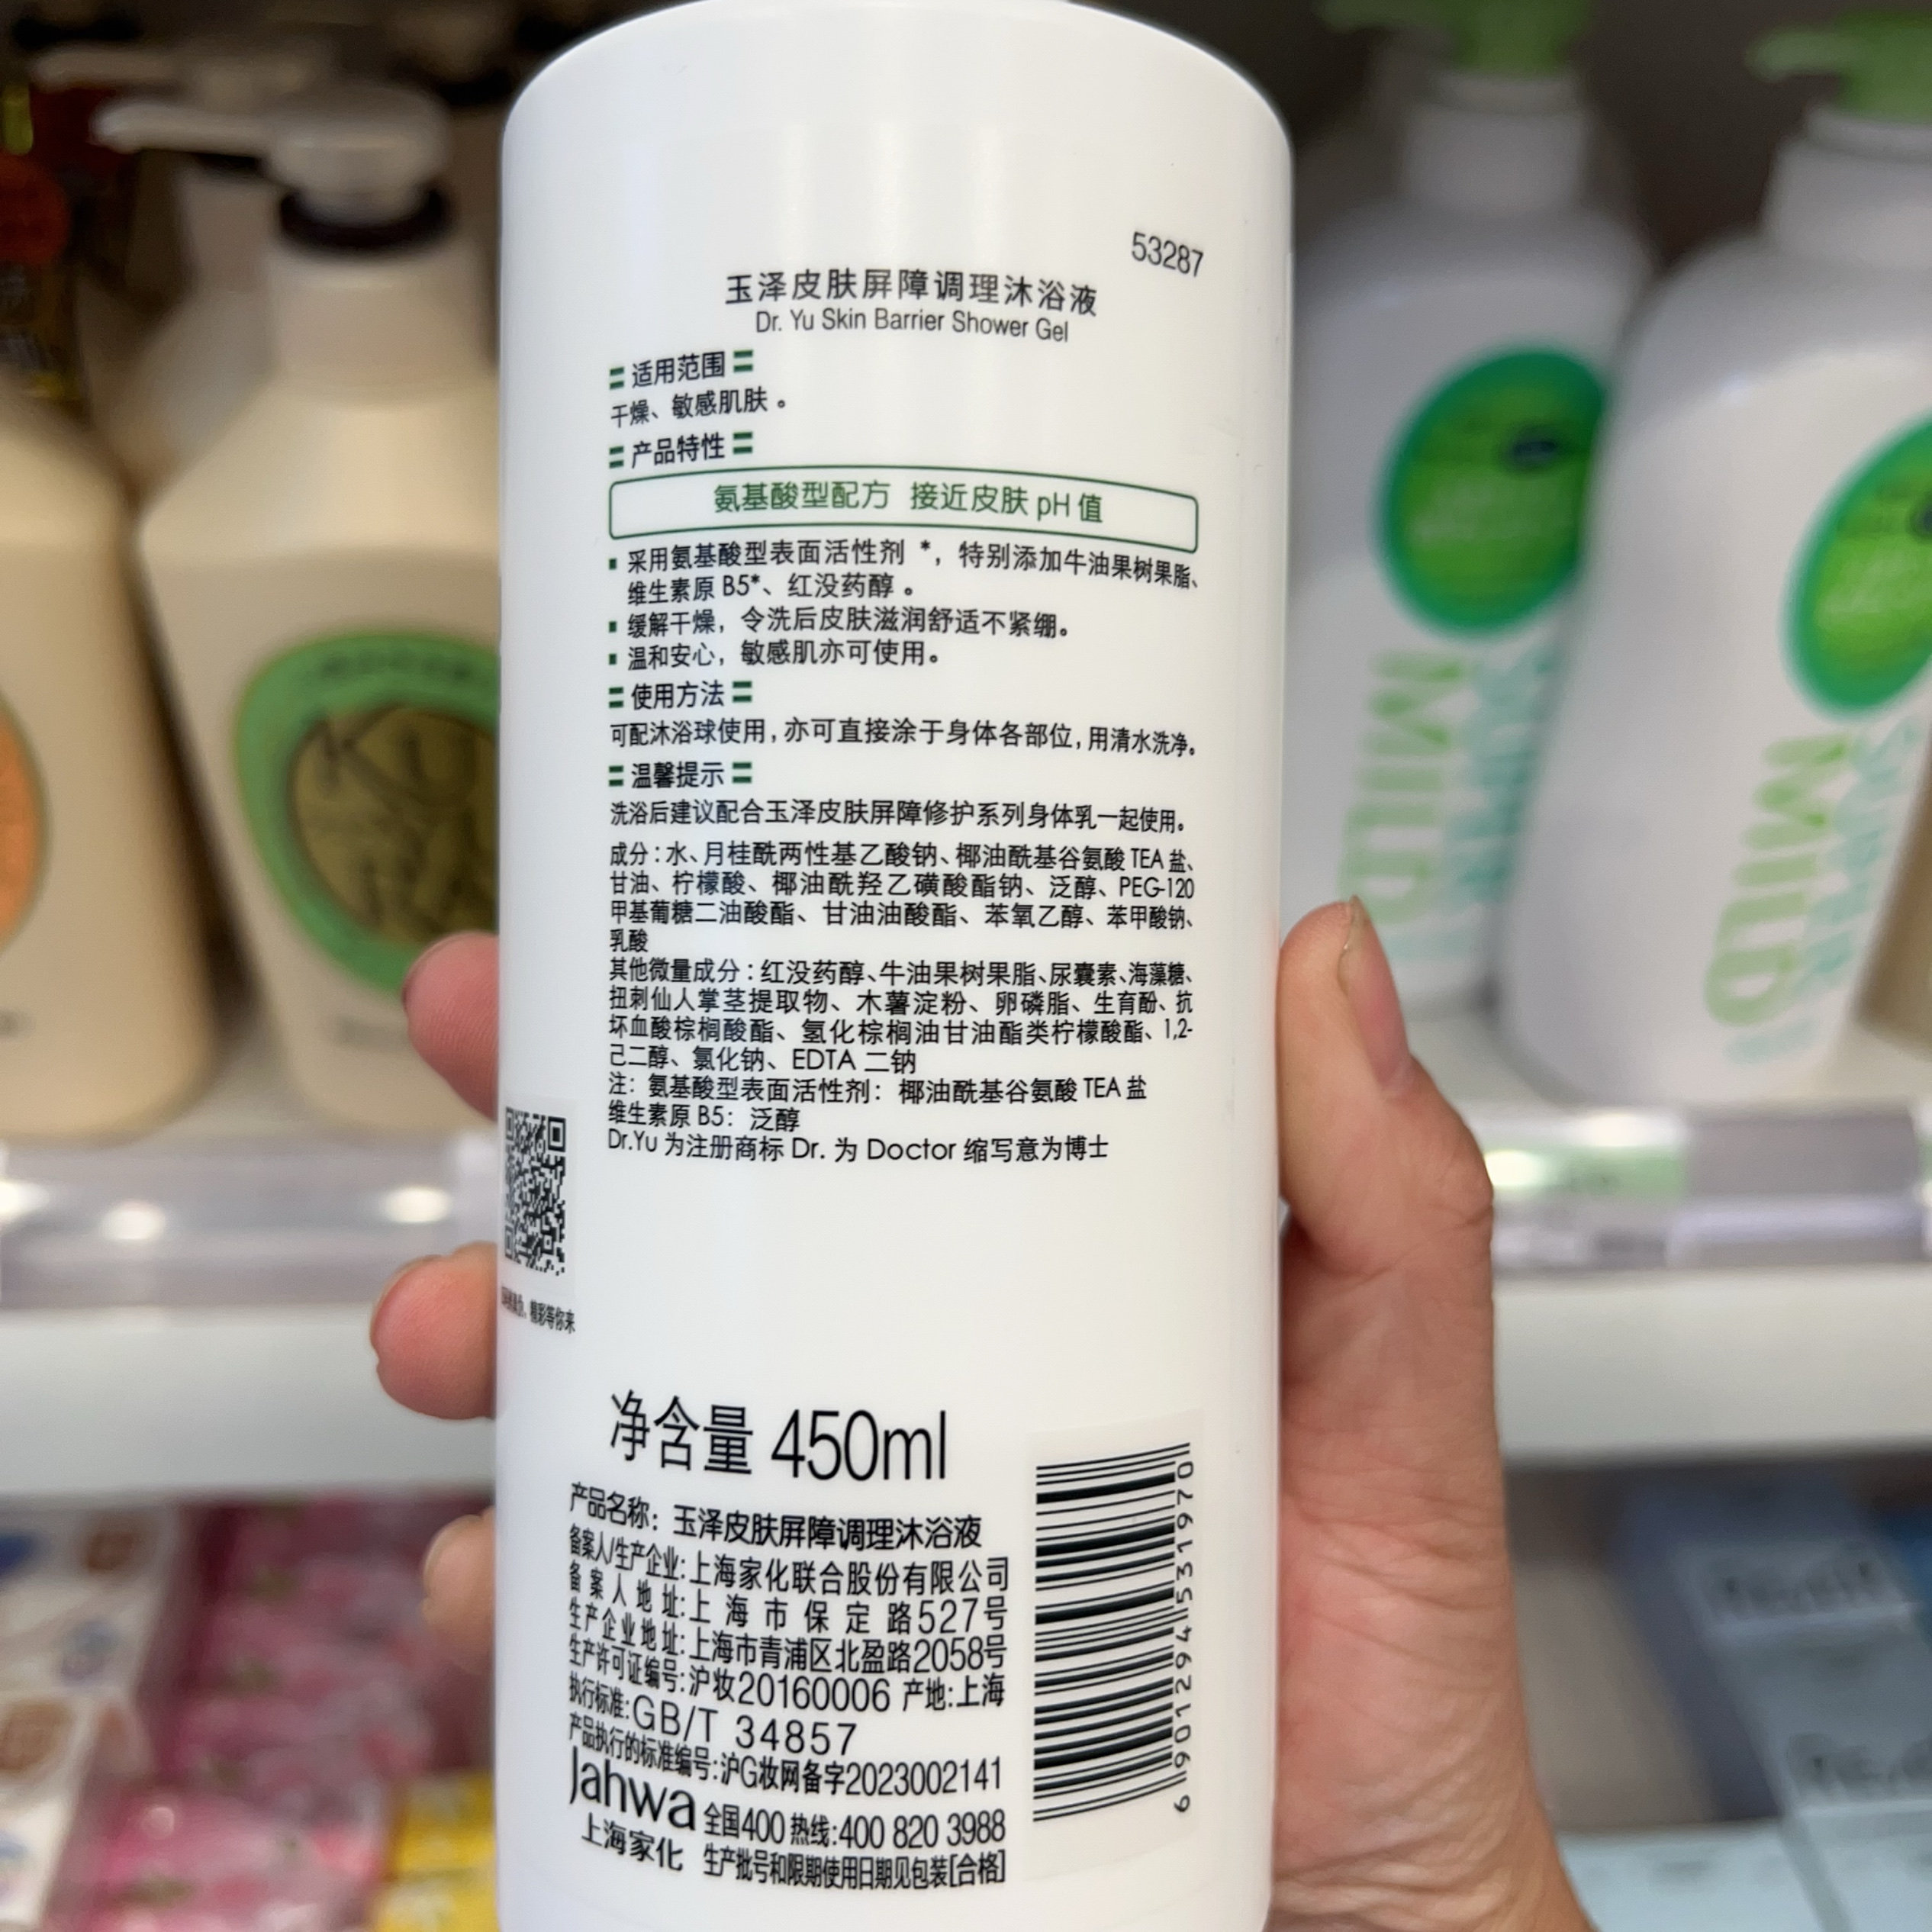 53287
玉泽皮肤屏障调理沐浴液
Dr. Yu Skin Barrier Shower Gel
适用范围
干燥、敏感肌肤。
产品特性
氨基酸型配方 接近皮肤 pH 值
采用氨基酸型表面活性剂 *，特别添加牛油果树果脂、
维生素原 B5*、红没药醇。
缓解干燥，令洗后皮肤滋润舒适不紧绷。
温和安心，敏感肌亦可使用。
使用方法
可配沐浴球使用，亦可直接涂于身体各部位，用清水洗净。
温馨提示
洗浴后建议配合玉泽皮肤屏障修护系列身体乳一起使用。
成分：水、月桂酰两性基乙酸钠、椰油酰基谷氨酸 TEA 盐、
甘油、柠檬酸、椰油酰羟乙磺酸酯钠、泛醇、PEG-120
甲基葡糖二油酸酯、甘油油酸酯、苯氧乙醇、苯甲酸钠、
乳酸
其他微量成分：红没药醇、牛油果树果脂、尿囊素、海藻糖、
扭刺仙人掌茎提取物、木薯淀粉、卵磷脂、生育酚、抗
坏血酸棕榈酸酯、氢化棕榈油甘油酯类柠檬酸酯、1,2-
己二醇、氯化钠、EDTA 二钠
注：氨基酸型表面活性剂：椰油酰基谷氨酸 TEA 盐
维生素原 B5：泛醇
Dr.Yu 为注册商标 Dr. 为 Doctor 缩写意为博士
精彩等你来
净含量 450ml
产品名称：玉泽皮肤屏障调理沐浴液
备案人/生产企业：上海家化联合股份有限公司
备案人地址：上海市保定路527号
生产企业地址：上海市青浦区北盈路2058号
生产许可证编号：沪妆20160006 产地：上海
执行标准：GB/T 34857
产品执行的标准编号：沪G妆网备字2023002141
Jahwa 全国400热线：400 820 3988
上海家化 生产批号和限期使用日期见包装[合格]
6 901294 531970
MILD
MILD